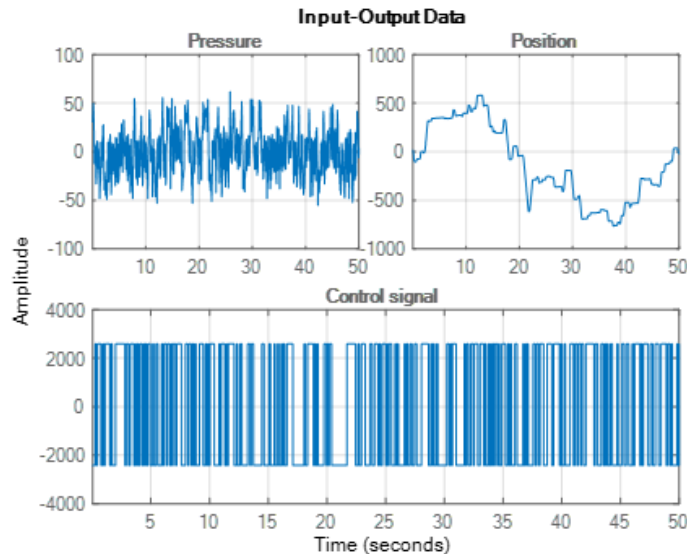 Input-Output Data
Pressure
Position
100
50
0
-50
-100
10 20 30 40 50
1000
500
0
-500
-1000
10 20 30 40 50
Amplitude
Control signal
4000
2000
0
-2000
-4000
5 10 15 20 25 30 35 40 45 50
Time (seconds)